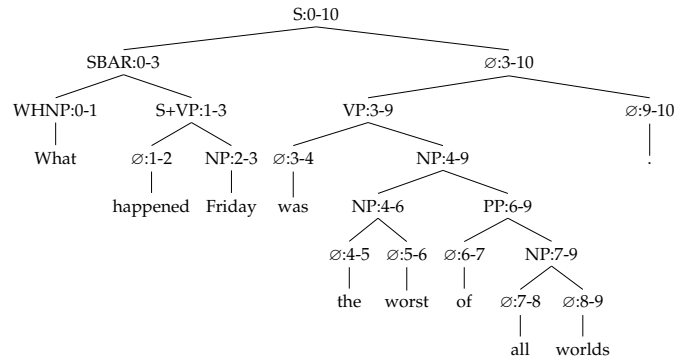 S:0-10
SBAR:0-3 ∅:3-10
WHNP:0-1 S+VP:1-3 VP:3-9 ∅:9-10
What ∅:1-2 NP:2-3 ∅:3-4 NP:4-9 .
happened Friday was NP:4-6 PP:6-9
∅:4-5 ∅:5-6 ∅:6-7 NP:7-9
the worst of ∅:7-8 ∅:8-9
all worlds